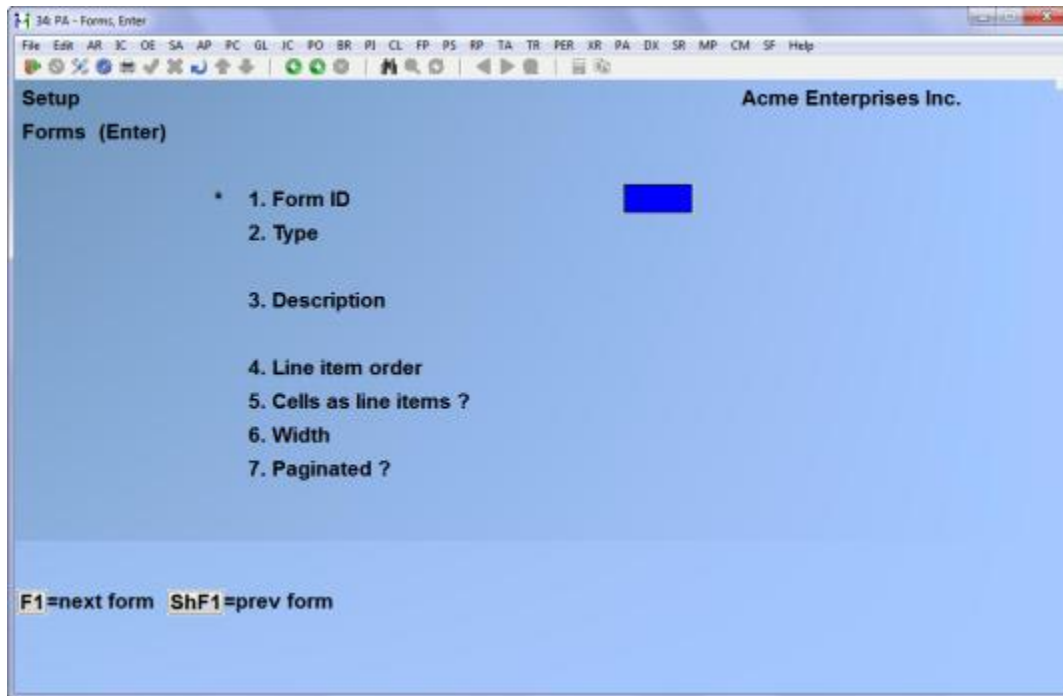 34: PA - Forms, Enter
File Edit AR IC OE SA AP PC GL JC PO BR PI CL FP PS RP TA TR PER XR PA DX SR MP CM SF Help
Setup Acme Enterprises Inc.
Forms (Enter)
* 1. Form ID
2. Type
3. Description
4. Line item order
5. Cells as line items ?
6. Width
7. Paginated ?
F1=next form ShF1=prev form